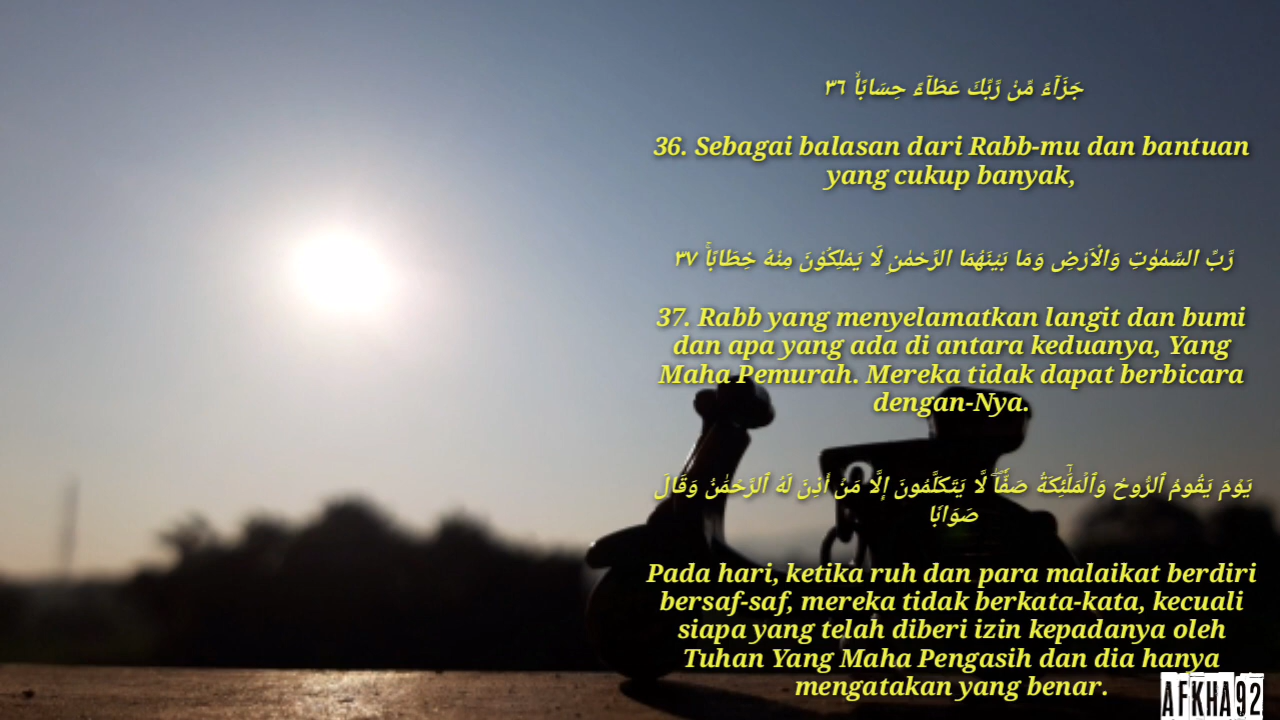 جَزَاۤءً مِّنْ رَّبِّكَ عَطَاۤءً حِسَابًاۙ ٣٦
36. Sebagai balasan dari Rabb-mu dan bantuan
yang cukup banyak,
رَّبِّ السَّمٰوٰتِ وَالْاَرْضِ وَمَا بَيْنَهُمَا الرَّحْمٰنِ لَا يَمْلِكُوْنَ مِنْهُ خِطَابًاۚ ٣٧
37. Rabb yang menyelamatkan langit dan bumi
dan apa yang ada di antara keduanya, Yang
Maha Pemurah. Mereka tidak dapat berbicara
dengan-Nya.
يَوْمَ يَقُومُ ٱلرُّوحُ وَٱلْمَلَٰٓئِكَةُ صَفًّاۖ لَّا يَتَكَلَّمُونَ إِلَّا مَنْ أَذِنَ لَهُ ٱلرَّحْمَٰنُ وَقَالَ
صَوَابًا
Pada hari, ketika ruh dan para malaikat berdiri
bersaf-saf, mereka tidak berkata-kata, kecuali
siapa yang telah diberi izin kepadanya oleh
Tuhan Yang Maha Pengasih dan dia hanya
mengatakan yang benar.
AFKHA92